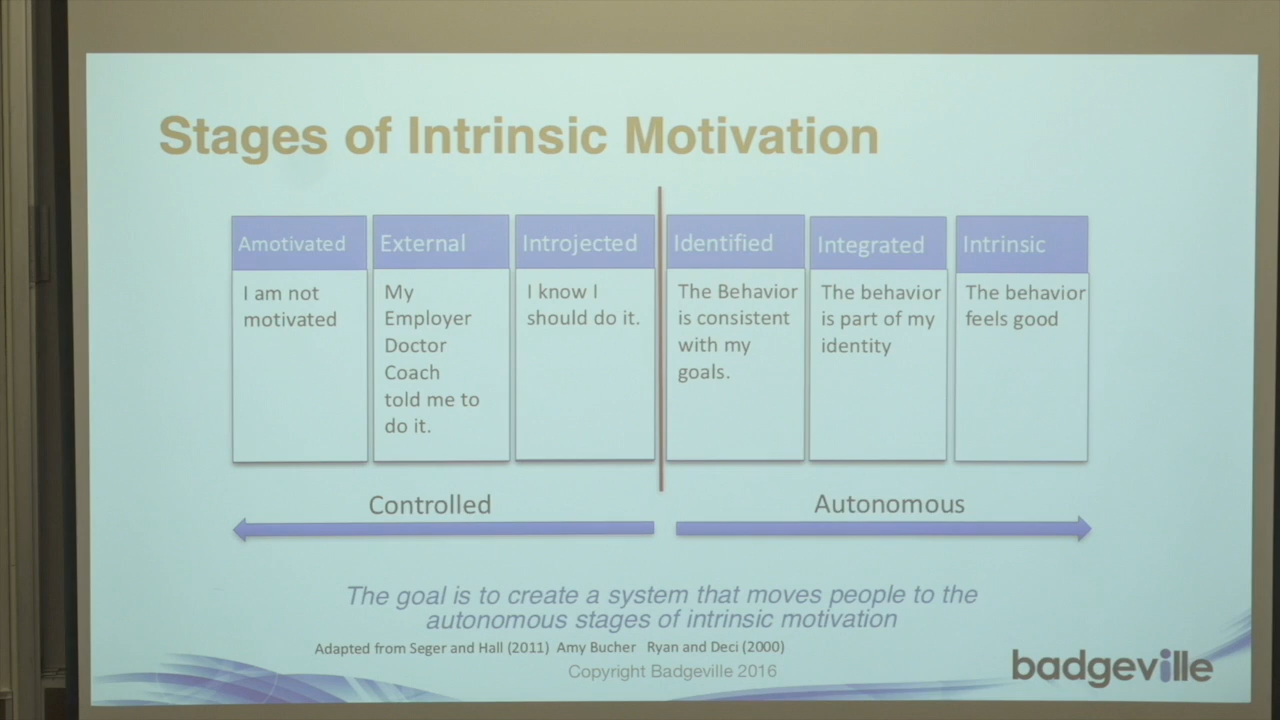 Stages of Intrinsic Motivation
Amotivated
I am not
motivated
External
My
Employer
Doctor
Coach
told me to
do it.
Introjected
I know I
should do it.
Identified
The Behavior
is consistent
with my
goals.
Integrated
The behavior
is part of my
identity
Intrinsic
The behavior
feels good
Controlled
Autonomous
The goal is to create a system that moves people to the
autonomous stages of intrinsic motivation
Adapted from Seger and Hall (2011) Amy Bucher Ryan and Deci (2000)
Copyright Badgeville 2016
badgeville